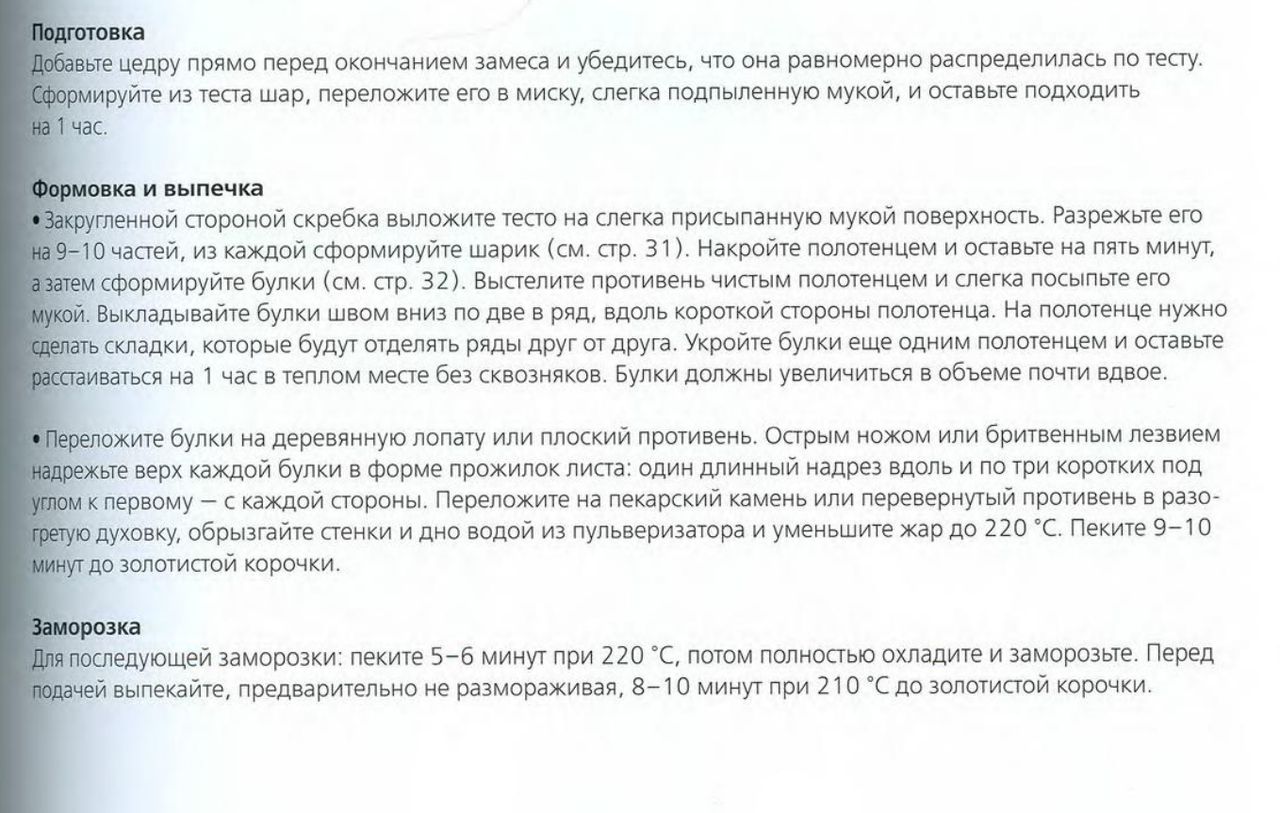 Подготовка
Добавьте цедру прямо перед окончанием замеса и убедитесь, что она равномерно распределилась по тесту.
Сформируйте из теста шар, переложите его в миску, слегка подпыленную мукой, и оставьте подходить
на 1 час.
Формовка и выпечка
• Закругленной стороной скребка выложите тесто на слегка присыпанную мукой поверхность. Разрежьте его
на 9–10 частей, из каждой сформируйте шарик (см. стр. 31). Накройте полотенцем и оставьте на пять минут,
а затем сформируйте булки (см. стр. 32). Выстелите противень чистым полотенцем и слегка посыпьте его
мукой. Выкладывайте булки швом вниз по две в ряд, вдоль короткой стороны полотенца. На полотенце нужно
сделать складки, которые будут отделять ряды друг от друга. Укройте булки еще одним полотенцем и оставьте
расстаиваться на 1 час в теплом месте без сквозняков. Булки должны увеличиться в объеме почти вдвое.
• Переложите булки на деревянную лопату или плоский противень. Острым ножом или бритвенным лезвием
надрежьте верх каждой булки в форме прожилок листа: один длинный надрез вдоль и по три коротких под
углом к первому — с каждой стороны. Переложите на пекарский камень или перевернутый противень в разо-
гретую духовку, обрызгайте стенки и дно водой из пульверизатора и уменьшите жар до 220 °С. Пеките 9–10
минут до золотистой корочки.
Заморозка
Для последующей заморозки: пеките 5–6 минут при 220 °С, потом полностью охладите и заморозьте. Перед
подачей выпекайте, предварительно не размораживая, 8–10 минут при 210 °С до золотистой корочки.